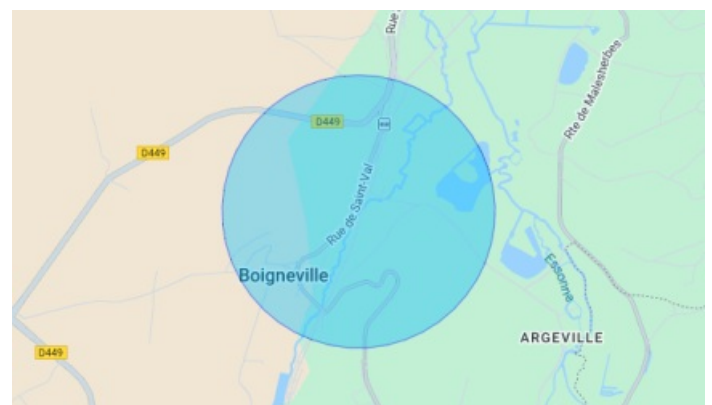 Rue
Rte de Malesherbes
D449
D449
Rue de Saint-Val
Boigneville
Essonne
ARGEVILLE
D449